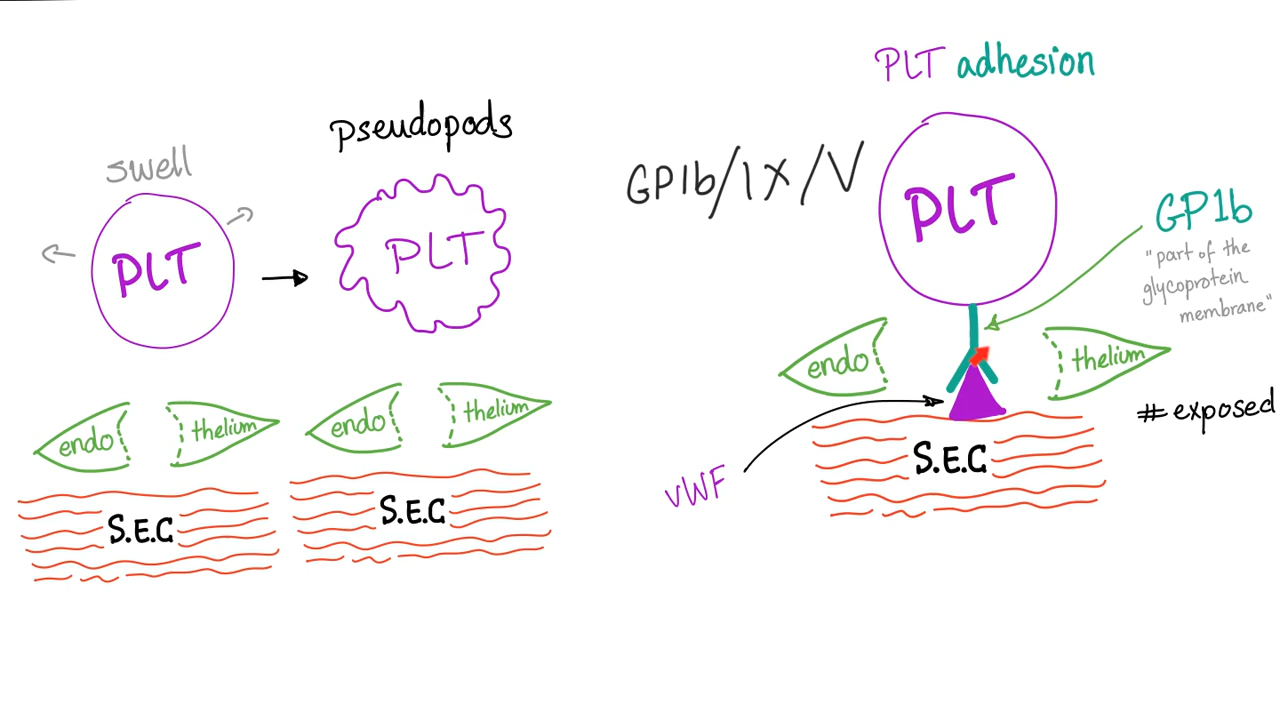 swell
PLT
endo
thelium
S.E.C
pseudopods
PLT
endo
thelium
S.E.C
PLT adhesion
GP1b/IX/V
PLT
GP1b
"part of the
glycoprotein
membrane"
endo
thelium
#exposed
S.E.C
vWF